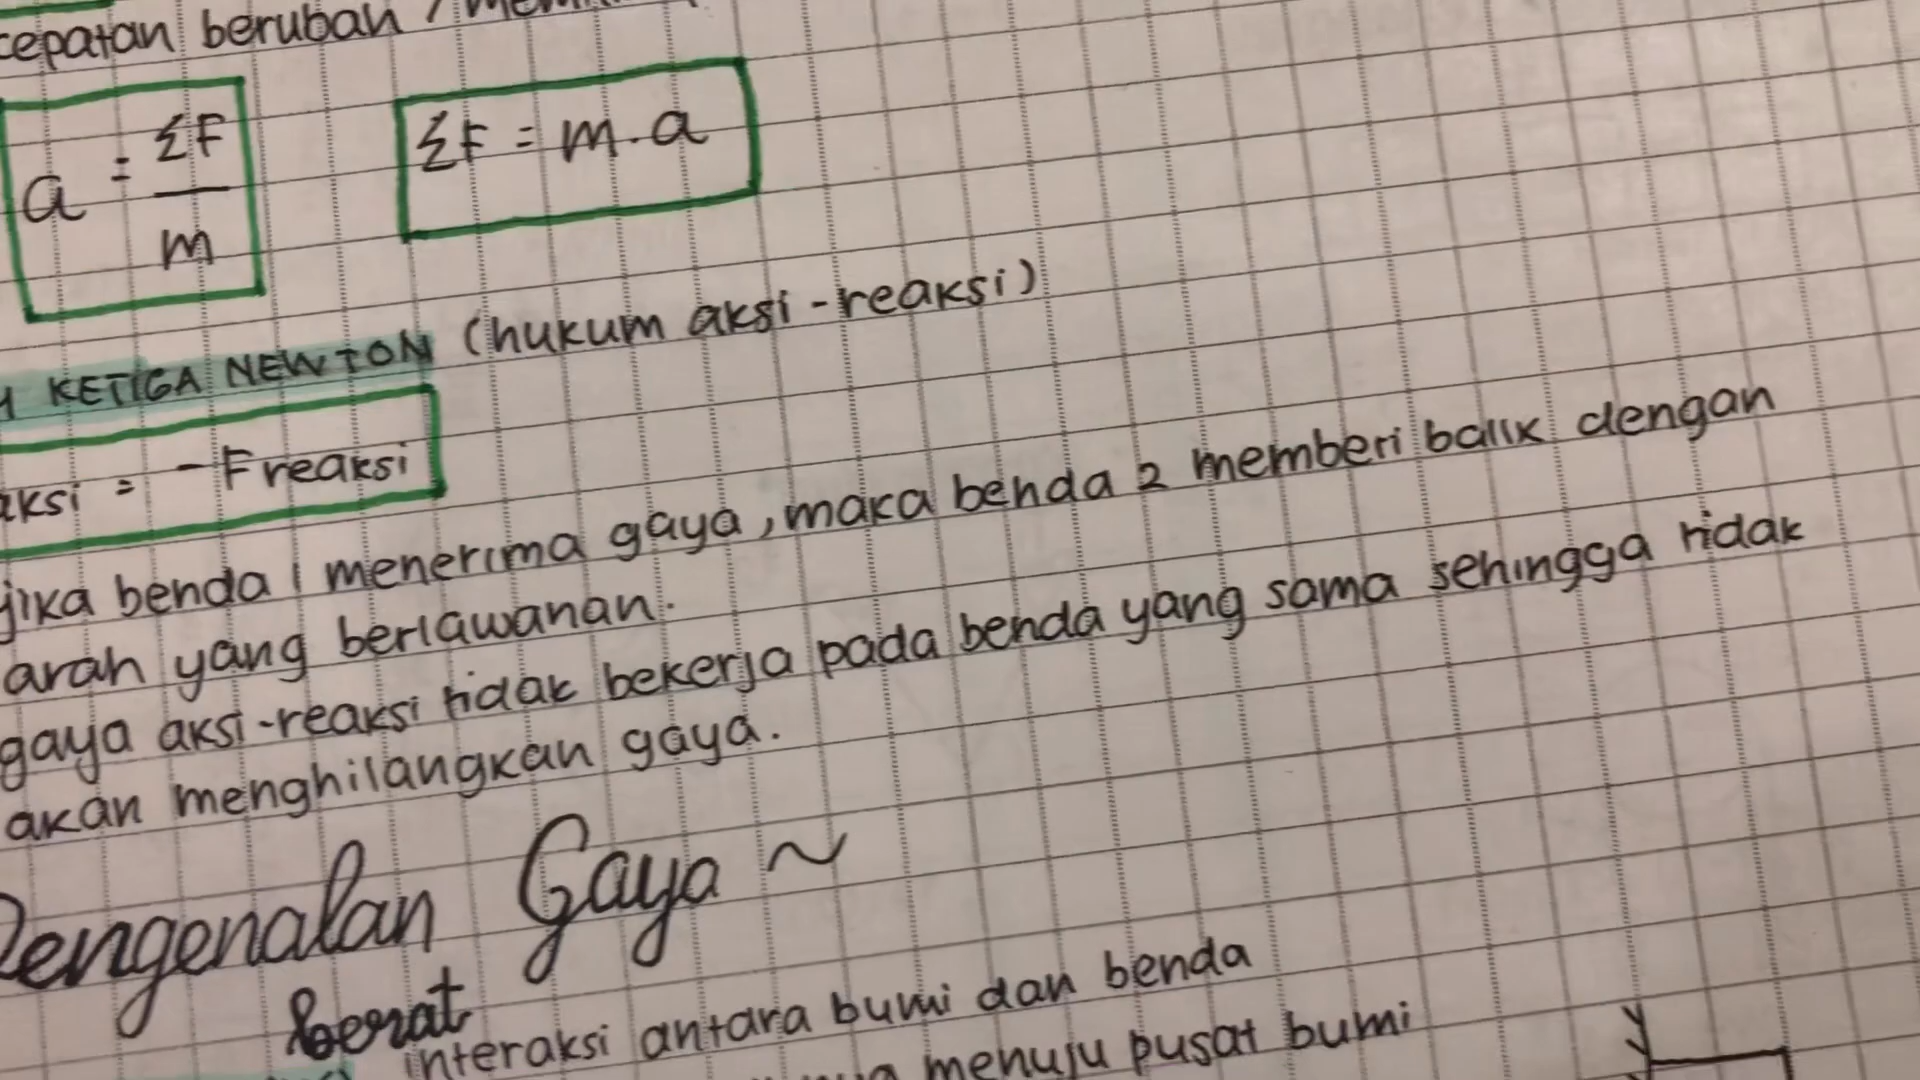 cepatan berubah /
a = ΣF/m
ΣF = m.a
KETIGA NEWTON (hukum aksi-reaksi)
aksi = -F reaksi
jika benda 1 menerima gaya, maka benda 2 memberi balik dengan
arah yang berlawanan.
gaya aksi-reaksi tidak bekerja pada benda yang sama sehingga tidak
akan menghilangkan gaya.
Pengenalan Gaya ~
berat
interaksi antara bumi dan benda
menuju pusat bumi
y